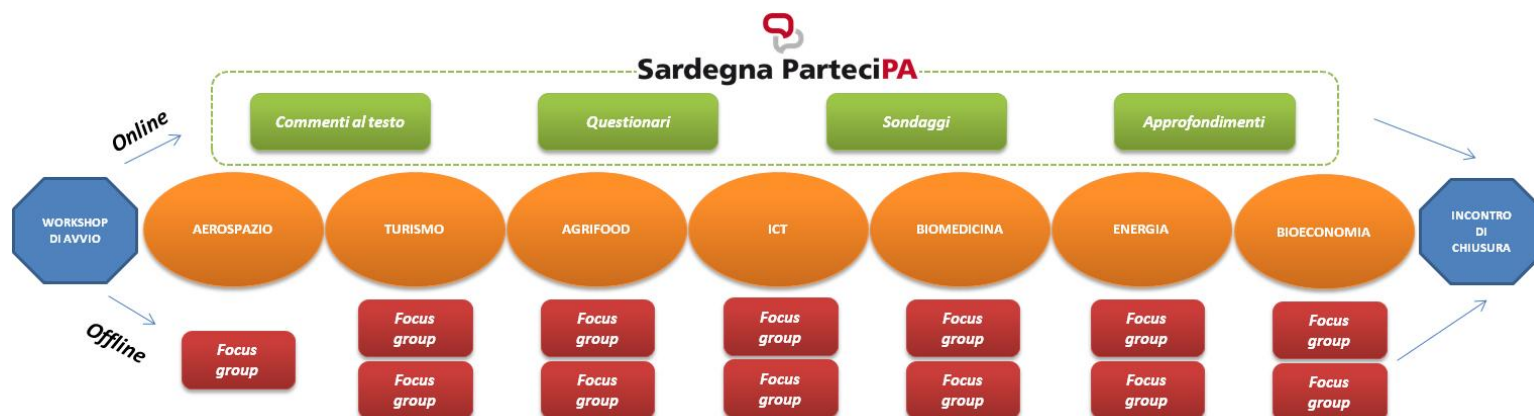 Sardegna ParteciPA
Online
Commenti al testo
Questionari
Sondaggi
Approfondimenti
WORKSHOP
DI AVVIO
AEROSPAZIO
TURISMO
AGRIFOOD
ICT
BIOMEDICINA
ENERGIA
BIOECONOMIA
INCONTRO
DI
CHIUSURA
Offline
Focus
group
Focus
group
Focus
group
Focus
group
Focus
group
Focus
group
Focus
group
Focus
group
Focus
group
Focus
group
Focus
group
Focus
group
Focus
group